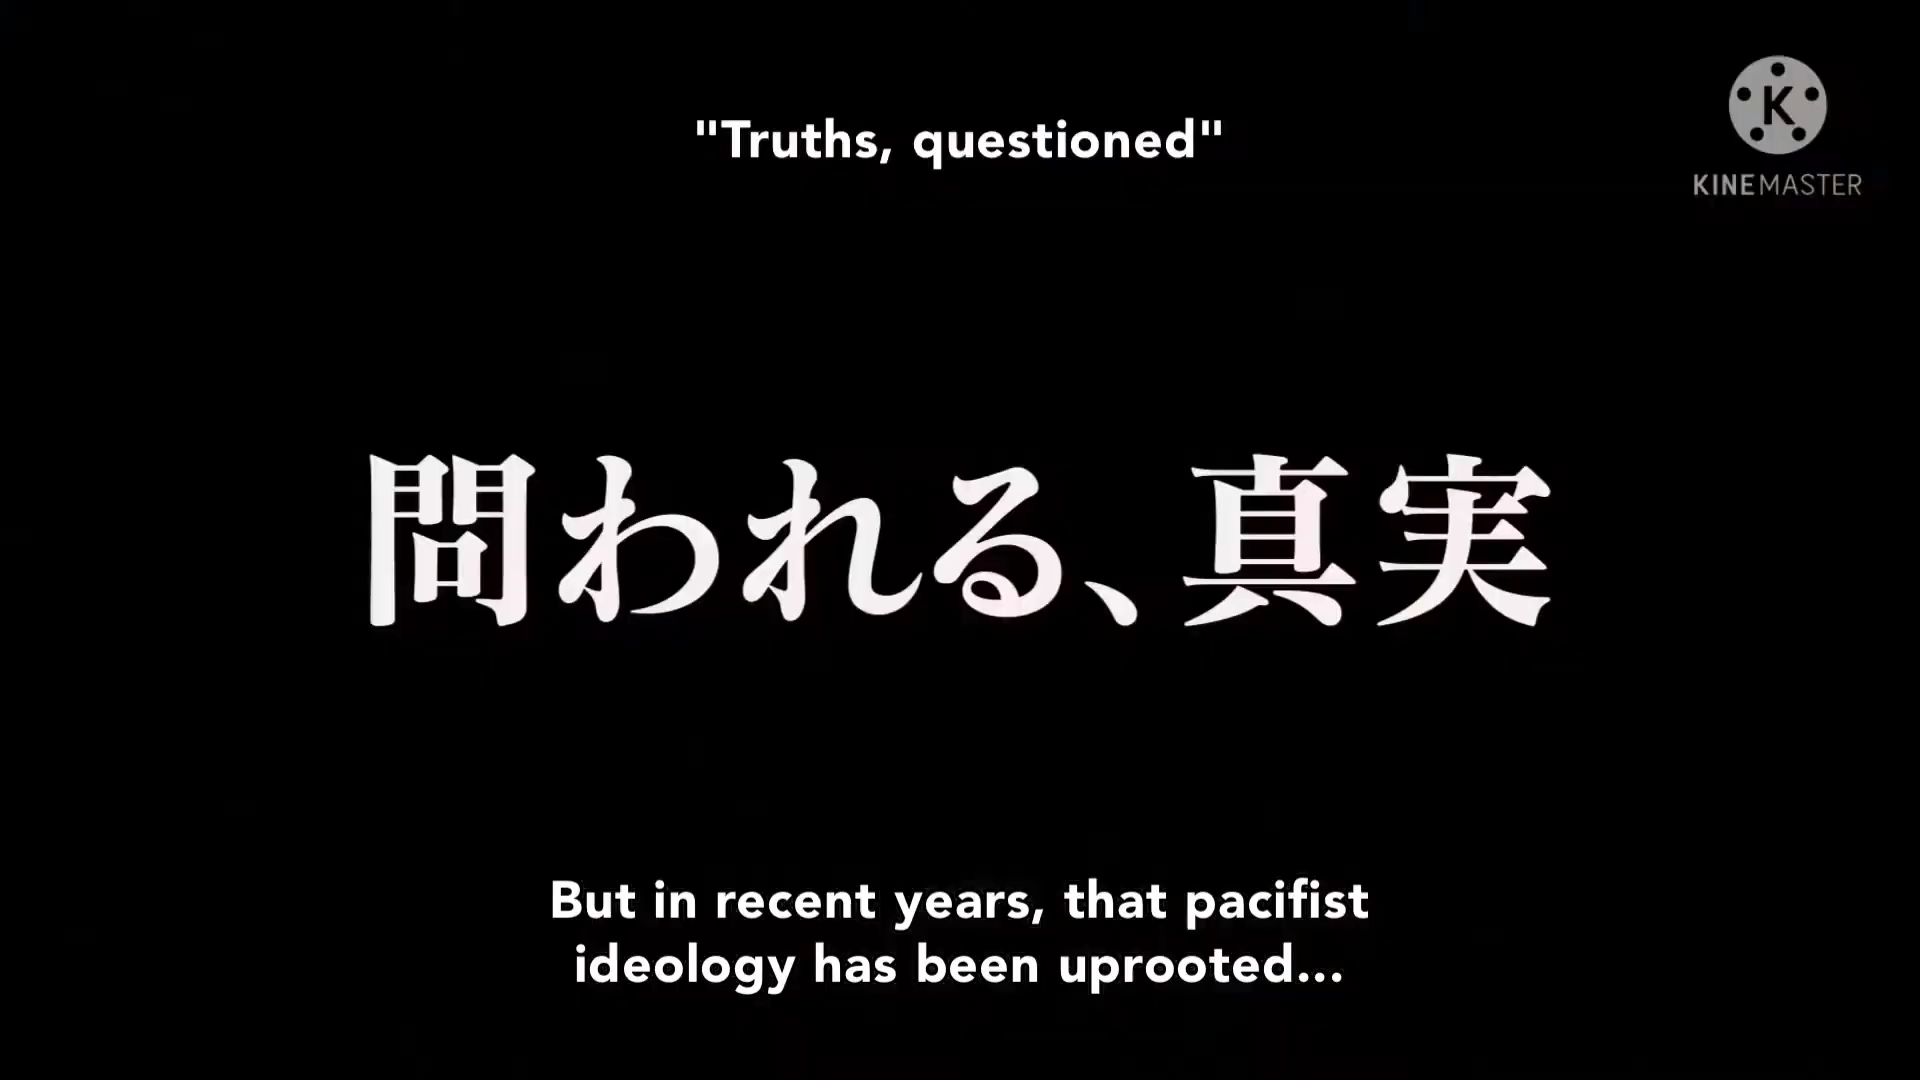 "Truths, questioned"
K
KINEMASTER
問われる、真実
But in recent years, that pacifist
ideology has been uprooted...